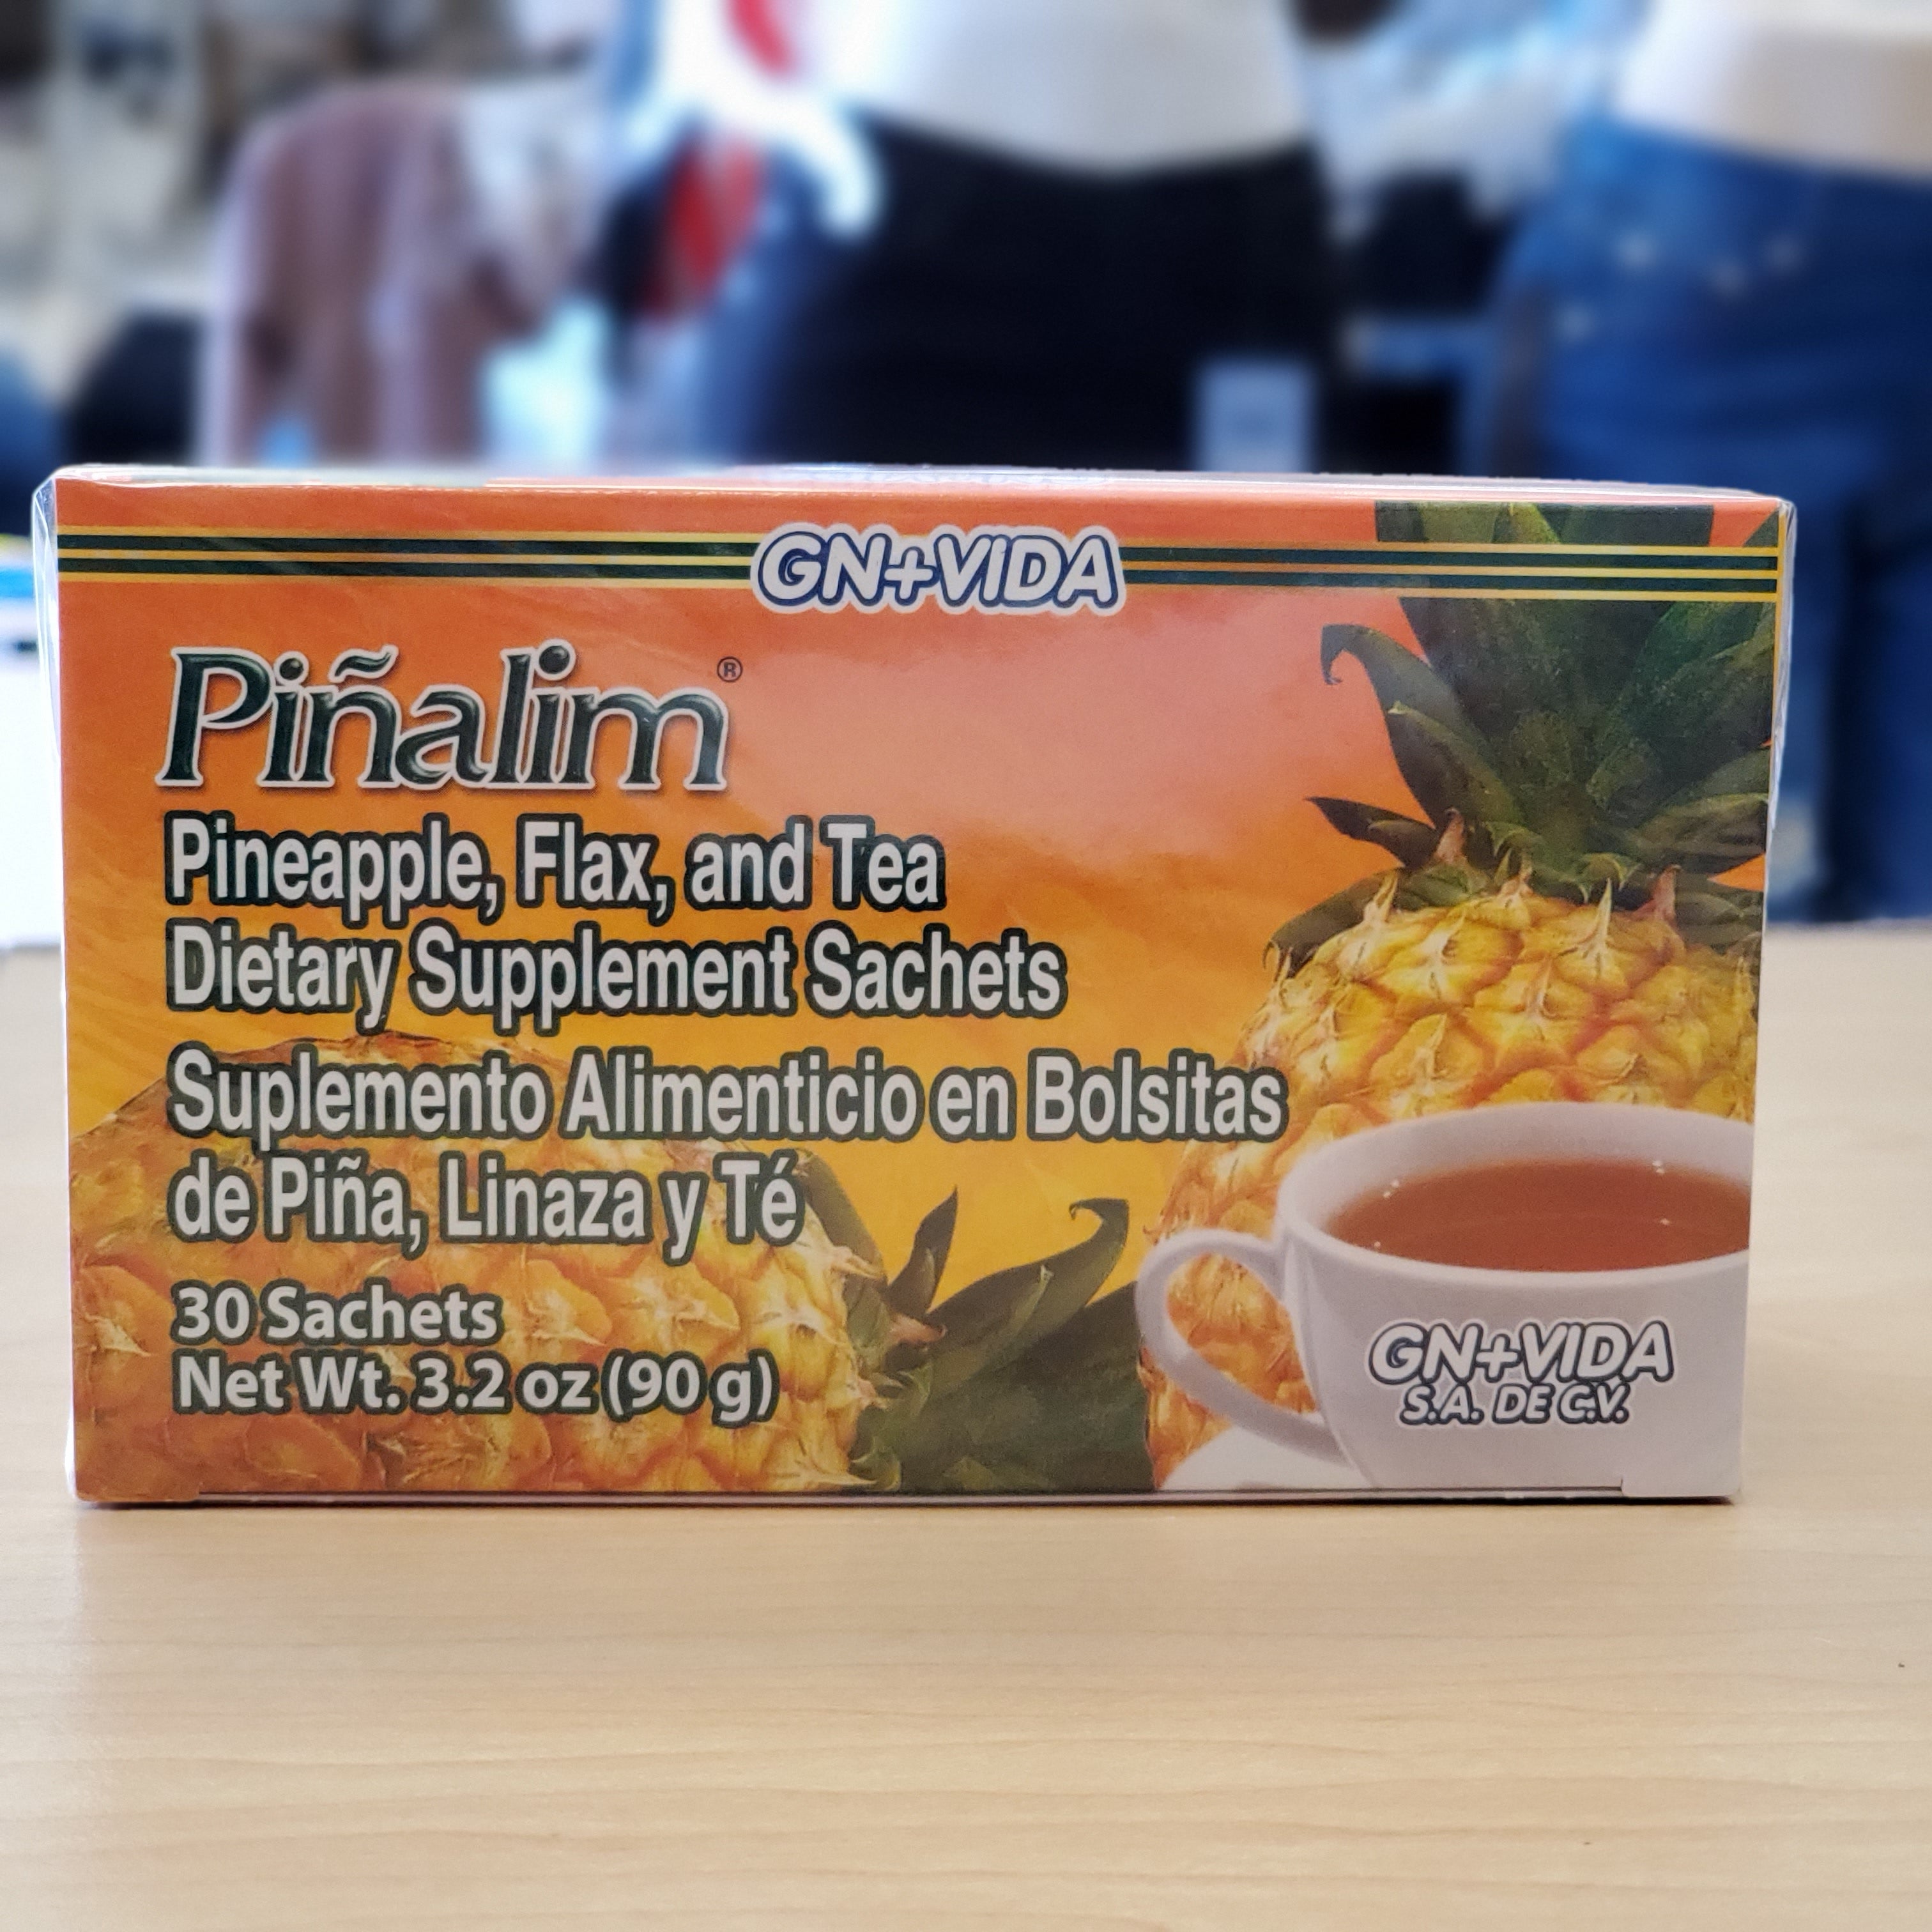 GN+VIDA
Piñalim®
Pineapple, Flax, and Tea
Dietary Supplement Sachets
Suplemento Alimenticio en Bolsitas
de Piña, Linaza y Té
30 Sachets
Net Wt. 3.2 oz (90 g)
GN+VIDA
S.A. DE C.V.